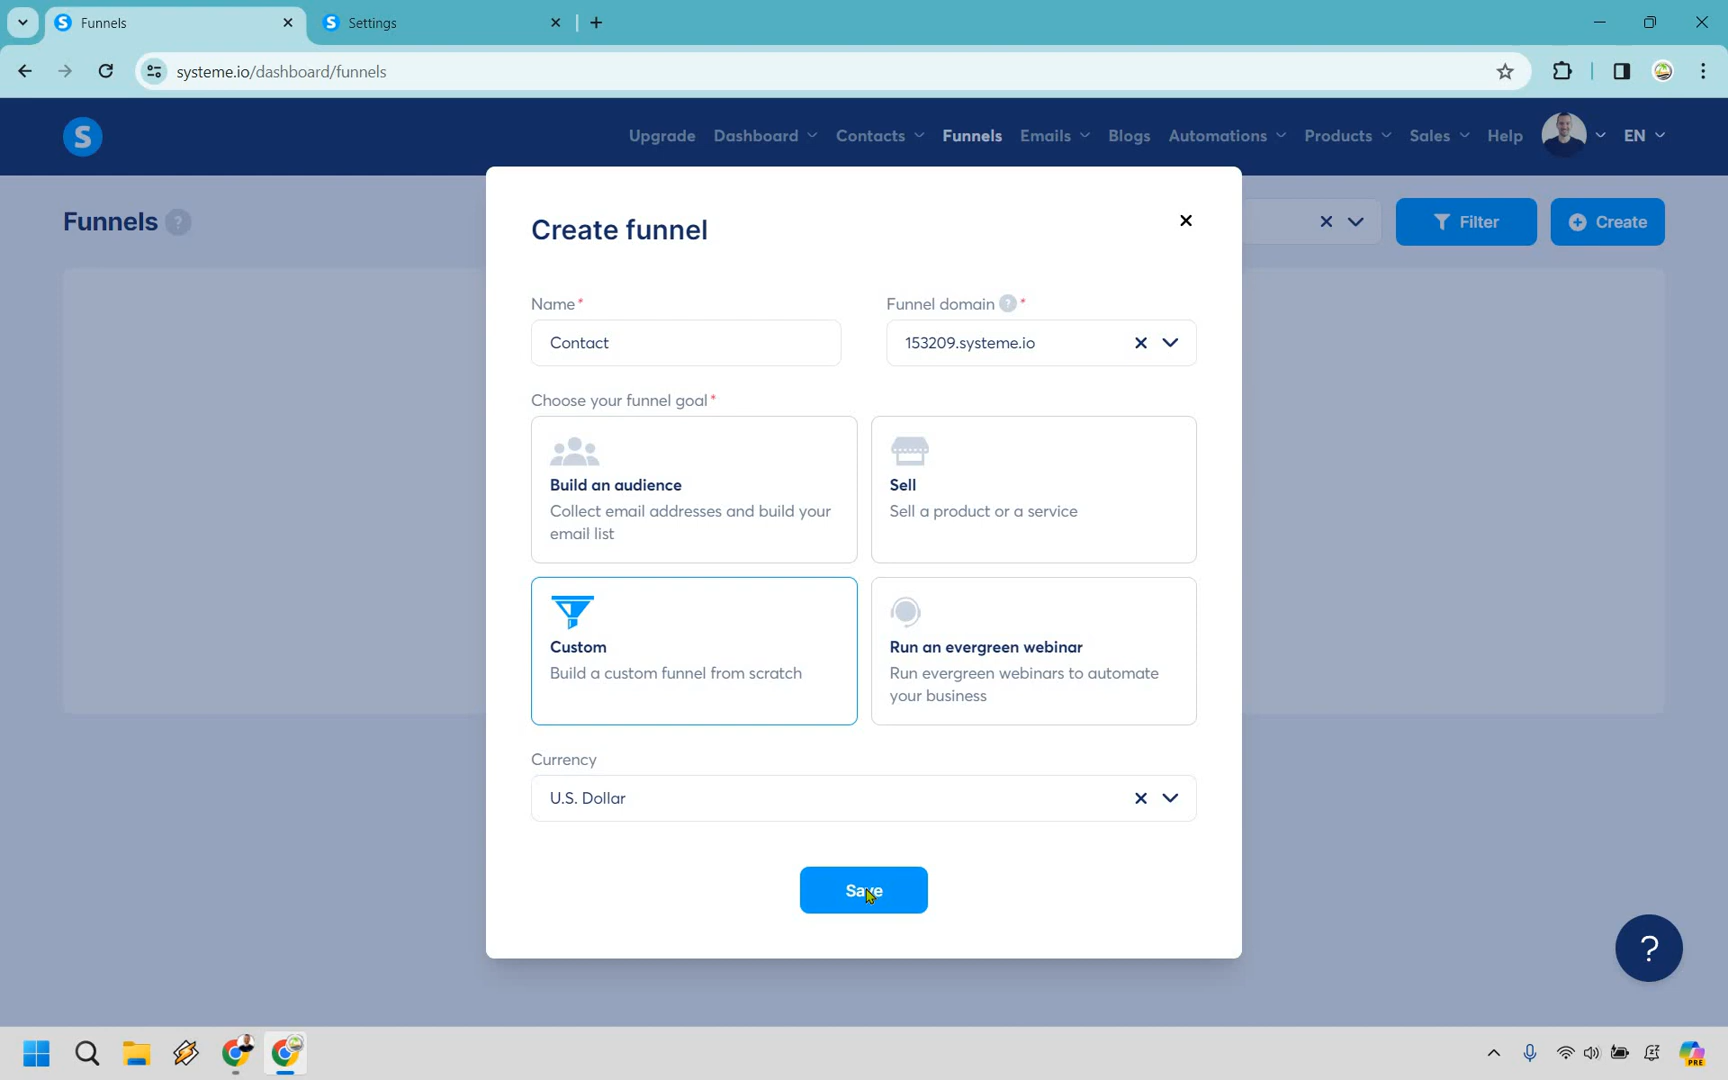 Funnels
Settings
systeme.io/dashboard/funnels
S
Upgrade Dashboard Contacts Funnels Emails Blogs Automations Products Sales Help EN
Funnels ?
Filter
Create
Create funnel
Name*
Funnel domain ? *
Contact
153209.systeme.io
Choose your funnel goal*
Build an audience
Collect email addresses and build your
email list
Sell
Sell a product or a service
Custom
Build a custom funnel from scratch
Run an evergreen webinar
Run evergreen webinars to automate
your business
Currency
U.S. Dollar
Save
?
PRE